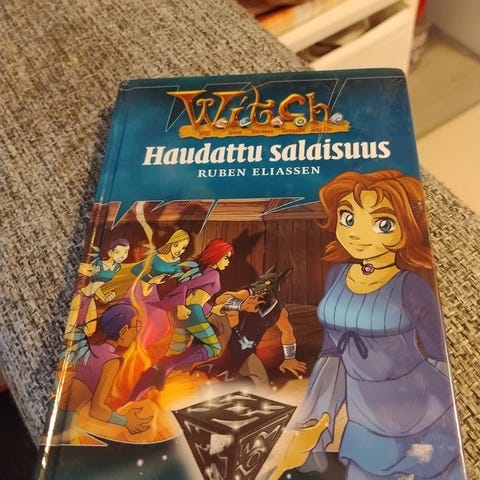 W.i.t.c.h.
Will Irma Taranee Cornelia Hay Lin
Haudattu salaisuus
RUBEN ELIASSEN